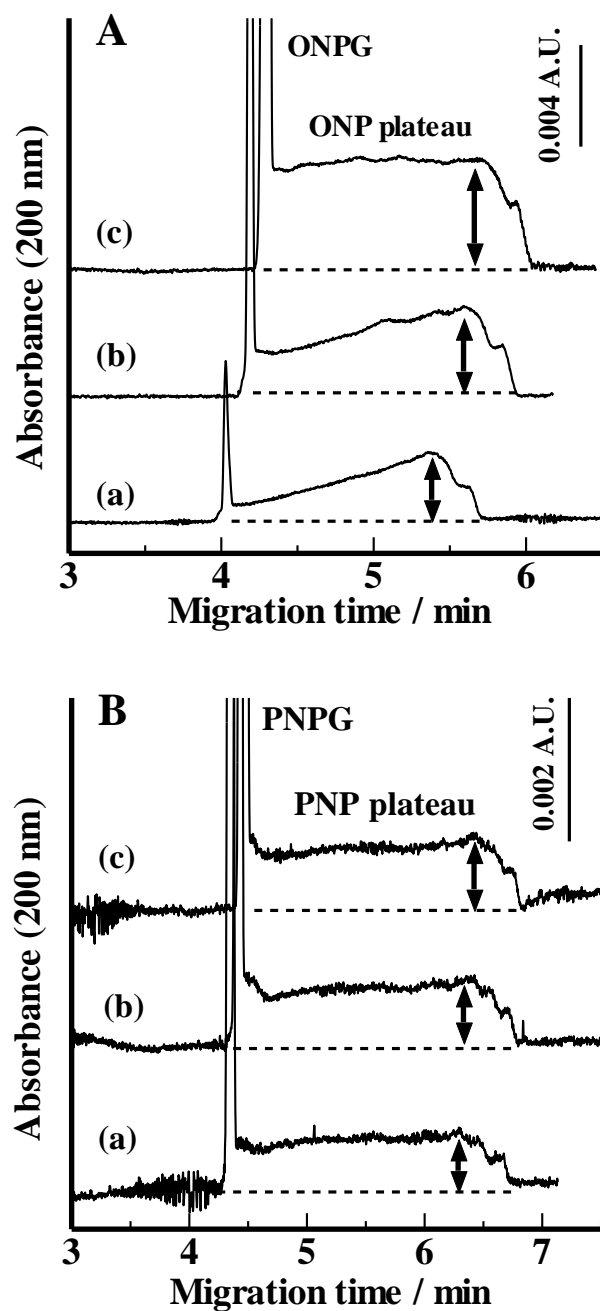 A
ONPG
0.004 A.U.
ONP plateau
(c)
(b)
(a)
Absorbance (200 nm)
3 4 5 6
Migration time / min
B
PNPG
0.002 A.U.
PNP plateau
(c)
(b)
(a)
Absorbance (200 nm)
3 4 5 6 7
Migration time / min